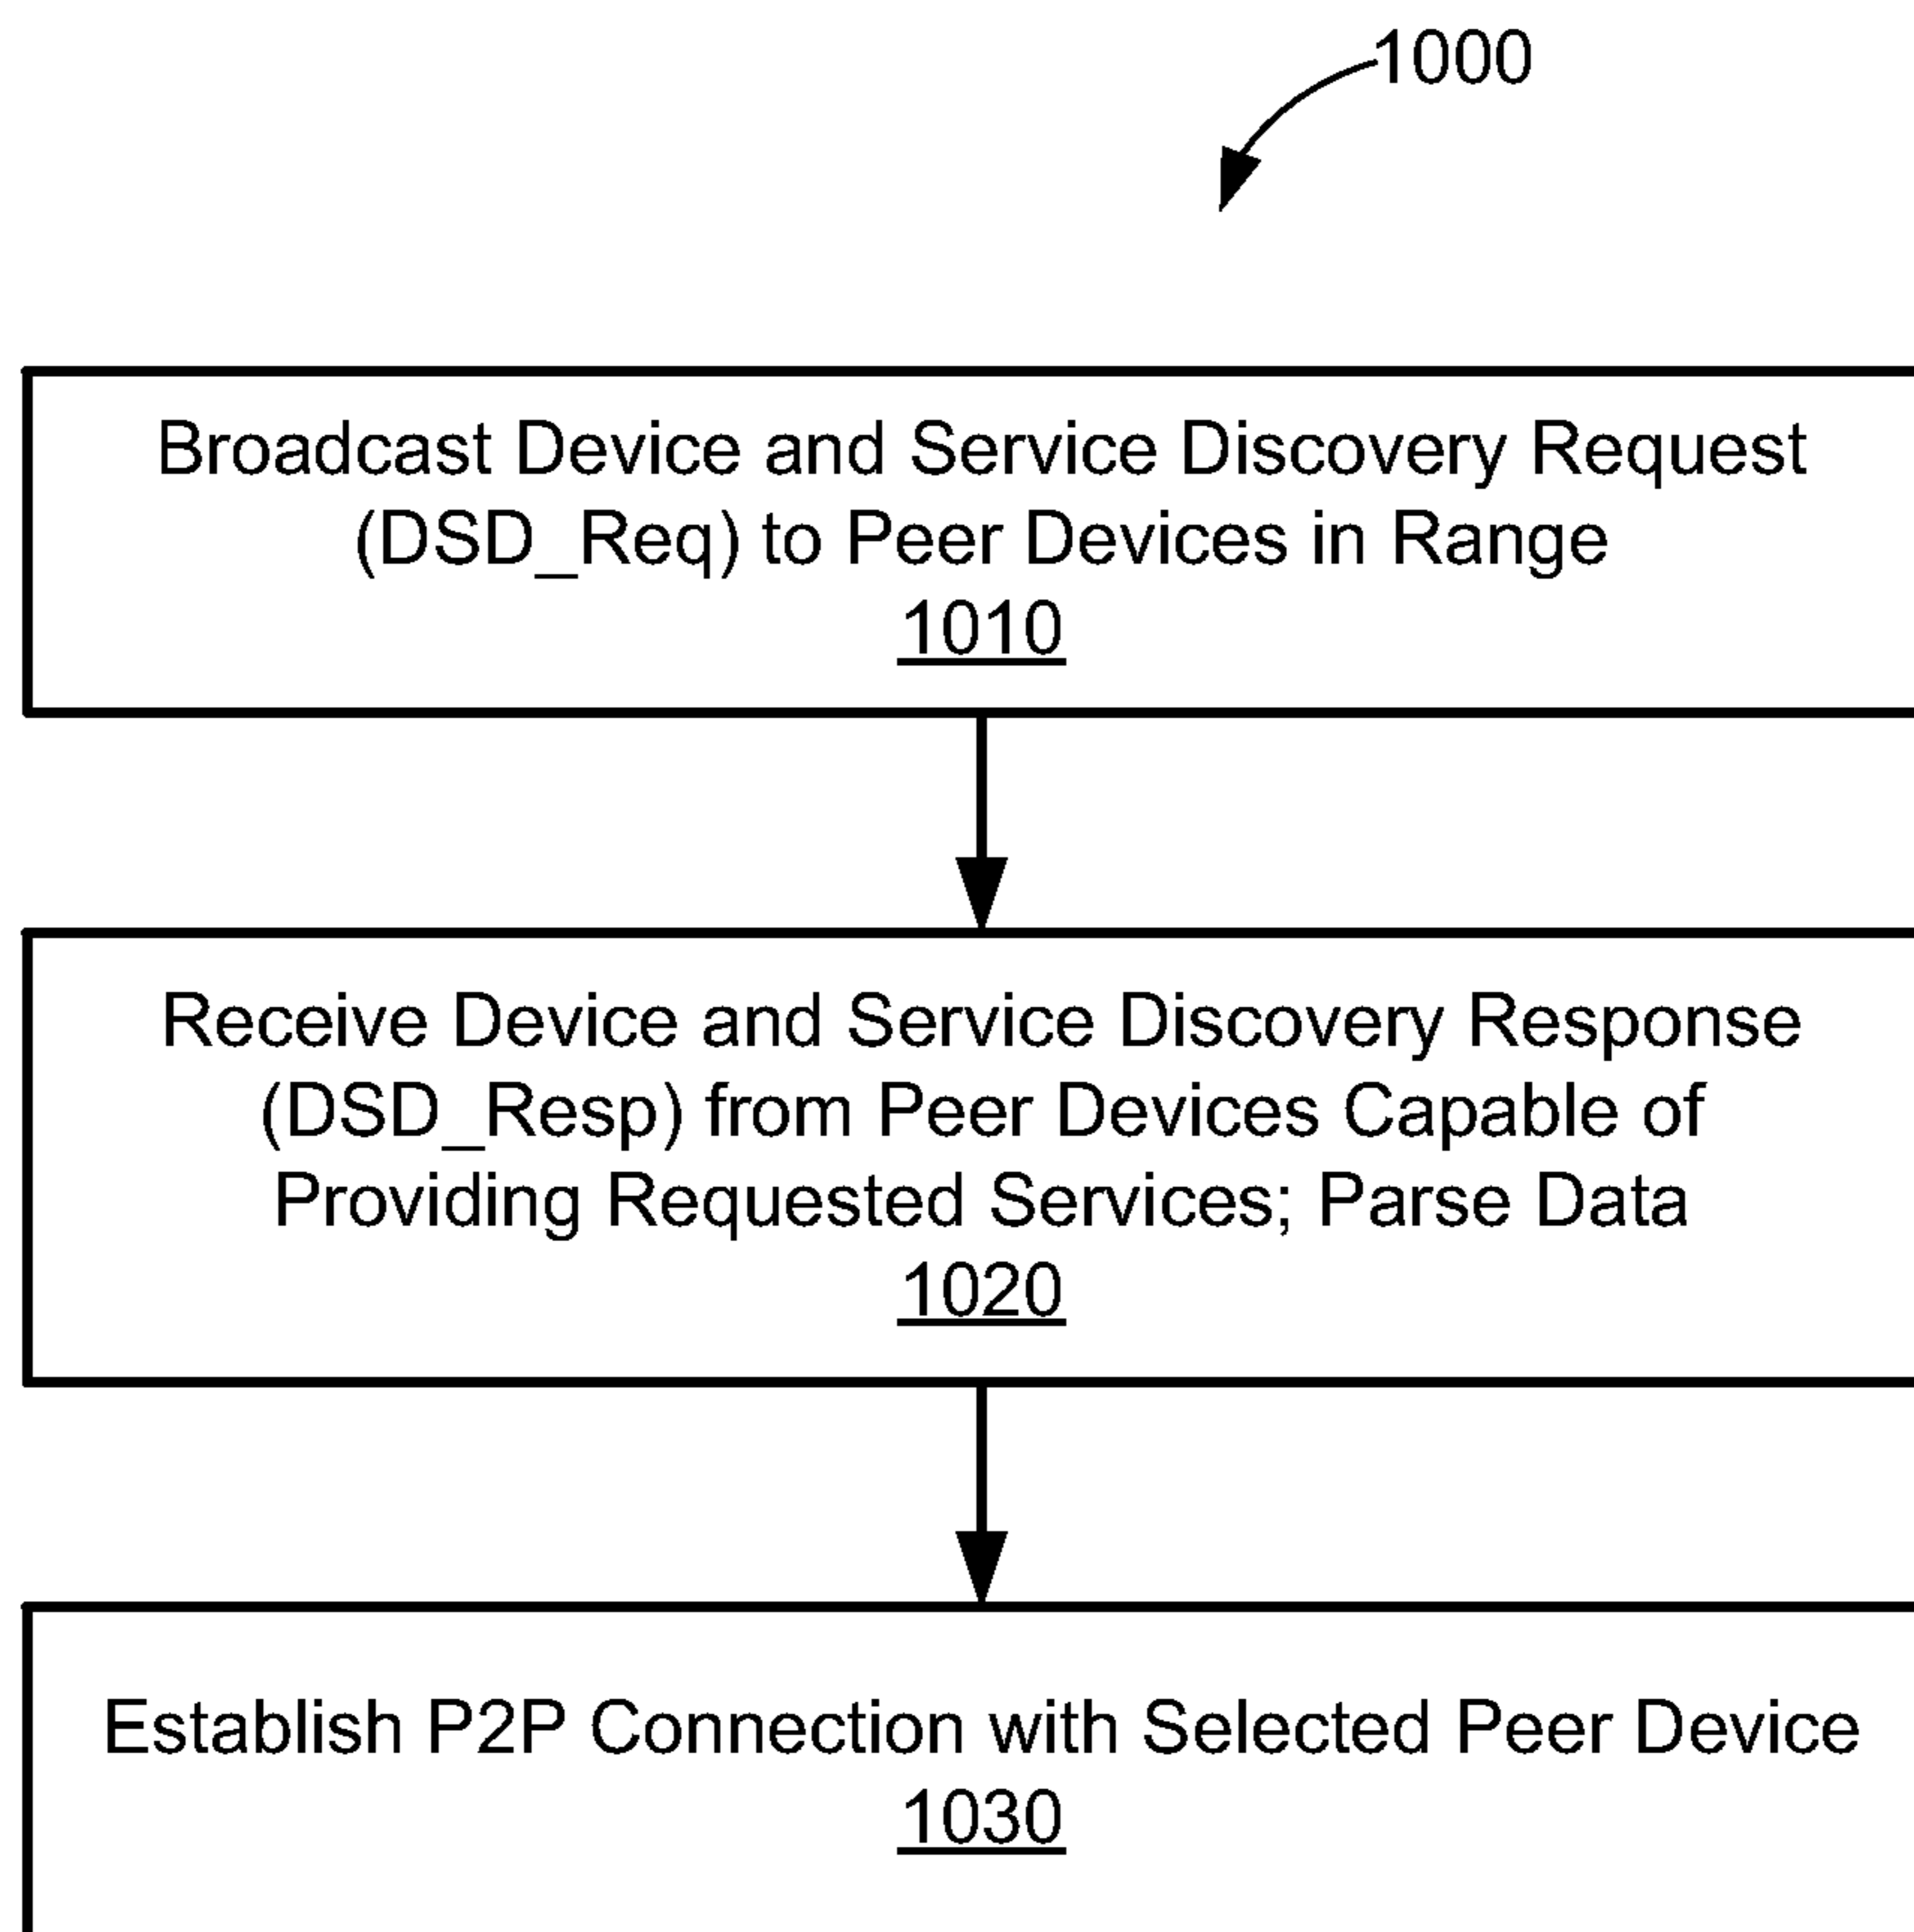 1000
Broadcast Device and Service Discovery Request
(DSD_Req) to Peer Devices in Range
1010
Receive Device and Service Discovery Response
(DSD_Resp) from Peer Devices Capable of
Providing Requested Services; Parse Data
1020
Establish P2P Connection with Selected Peer Device
1030